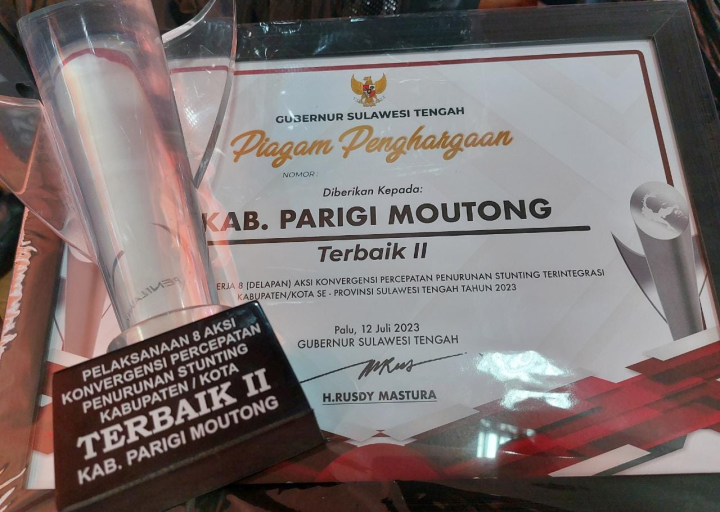 GUBERNUR SULAWESI TENGAH
Piagam Penghargaan
NOMOR :
Diberikan Kepada:
KAB. PARIGI MOUTONG
Terbaik II
ERJA 8 (DELAPAN) AKSI KONVERGENSI PERCEPATAN PENURUNAN STUNTING TERINTEGRASI
KABUPATEN/KOTA SE - PROVINSI SULAWESI TENGAH TAHUN 2023
Palu, 12 Juli 2023
GUBERNUR SULAWESI TENGAH
H.RUSDY MASTURA
PELAKSANAAN 8 AKSI
KONVERGENSI PERCEPATAN
PENURUNAN STUNTING
KABUPATEN / KOTA
TERBAIK II
KAB. PARIGI MOUTONG